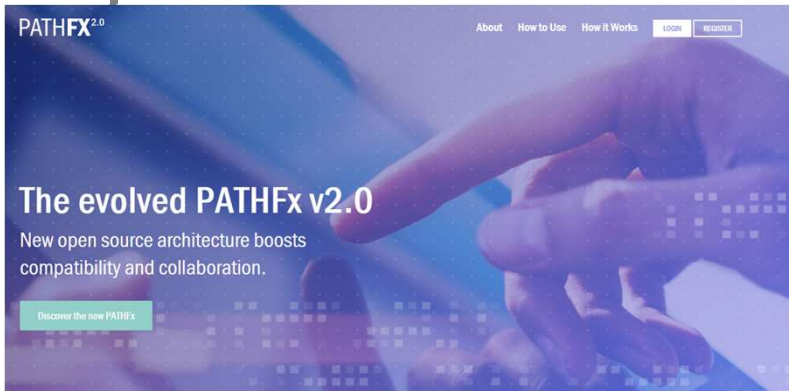 PATHFX2.0
About How to Use How it Works LOGIN REGISTER
The evolved PATHFx v2.0
New open source architecture boosts
compatibility and collaboration.
Discover the new PATHFx